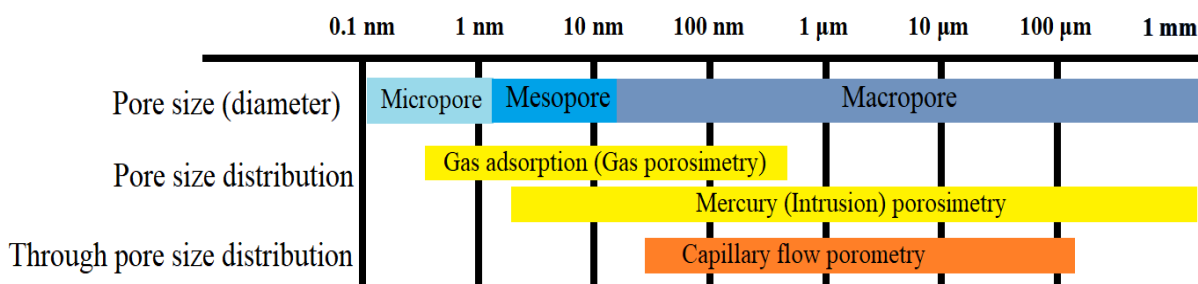 0.1 nm 1 nm 10 nm 100 nm 1 μm 10 μm 100 μm 1 mm
Pore size (diameter) Micropore Mesopore Macropore
Pore size distribution Gas adsorption (Gas porosimetry)
Mercury (Intrusion) porosimetry
Through pore size distribution Capillary flow porometry